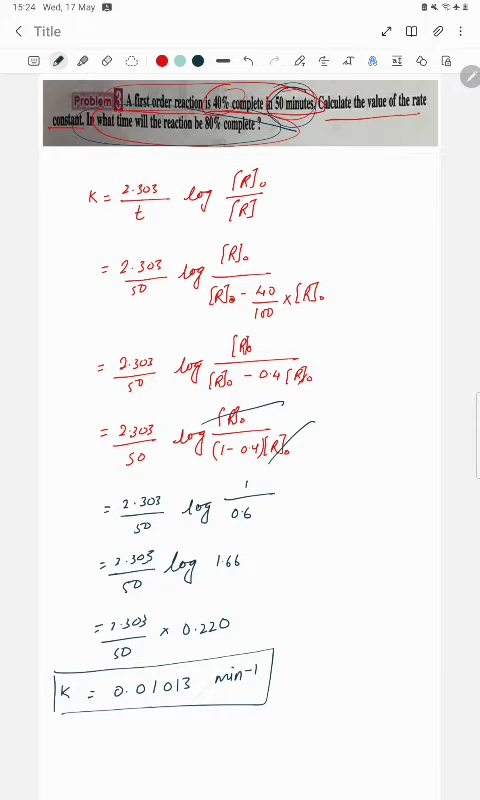 15:24 Wed, 17 May
Title
Problem 3. A first order reaction is 40% complete in 50 minutes. Calculate the value of the rate
constant. In what time will the reaction be 80% complete ?
K = 2.303/t log [R]₀/[R]
= 2.303/50 log [R]₀/[R]₀ - 40/100 × [R]₀
= 2.303/50 log [R]₀/[R]₀ - 0.4 [R]₀
= 2.303/50 log [R]₀/(1 - 0.4)[R]₀
= 2.303/50 log 1/0.6
= 2.303/50 log 1.66
= 2.303/50 × 0.220
K = 0.01013 min-1